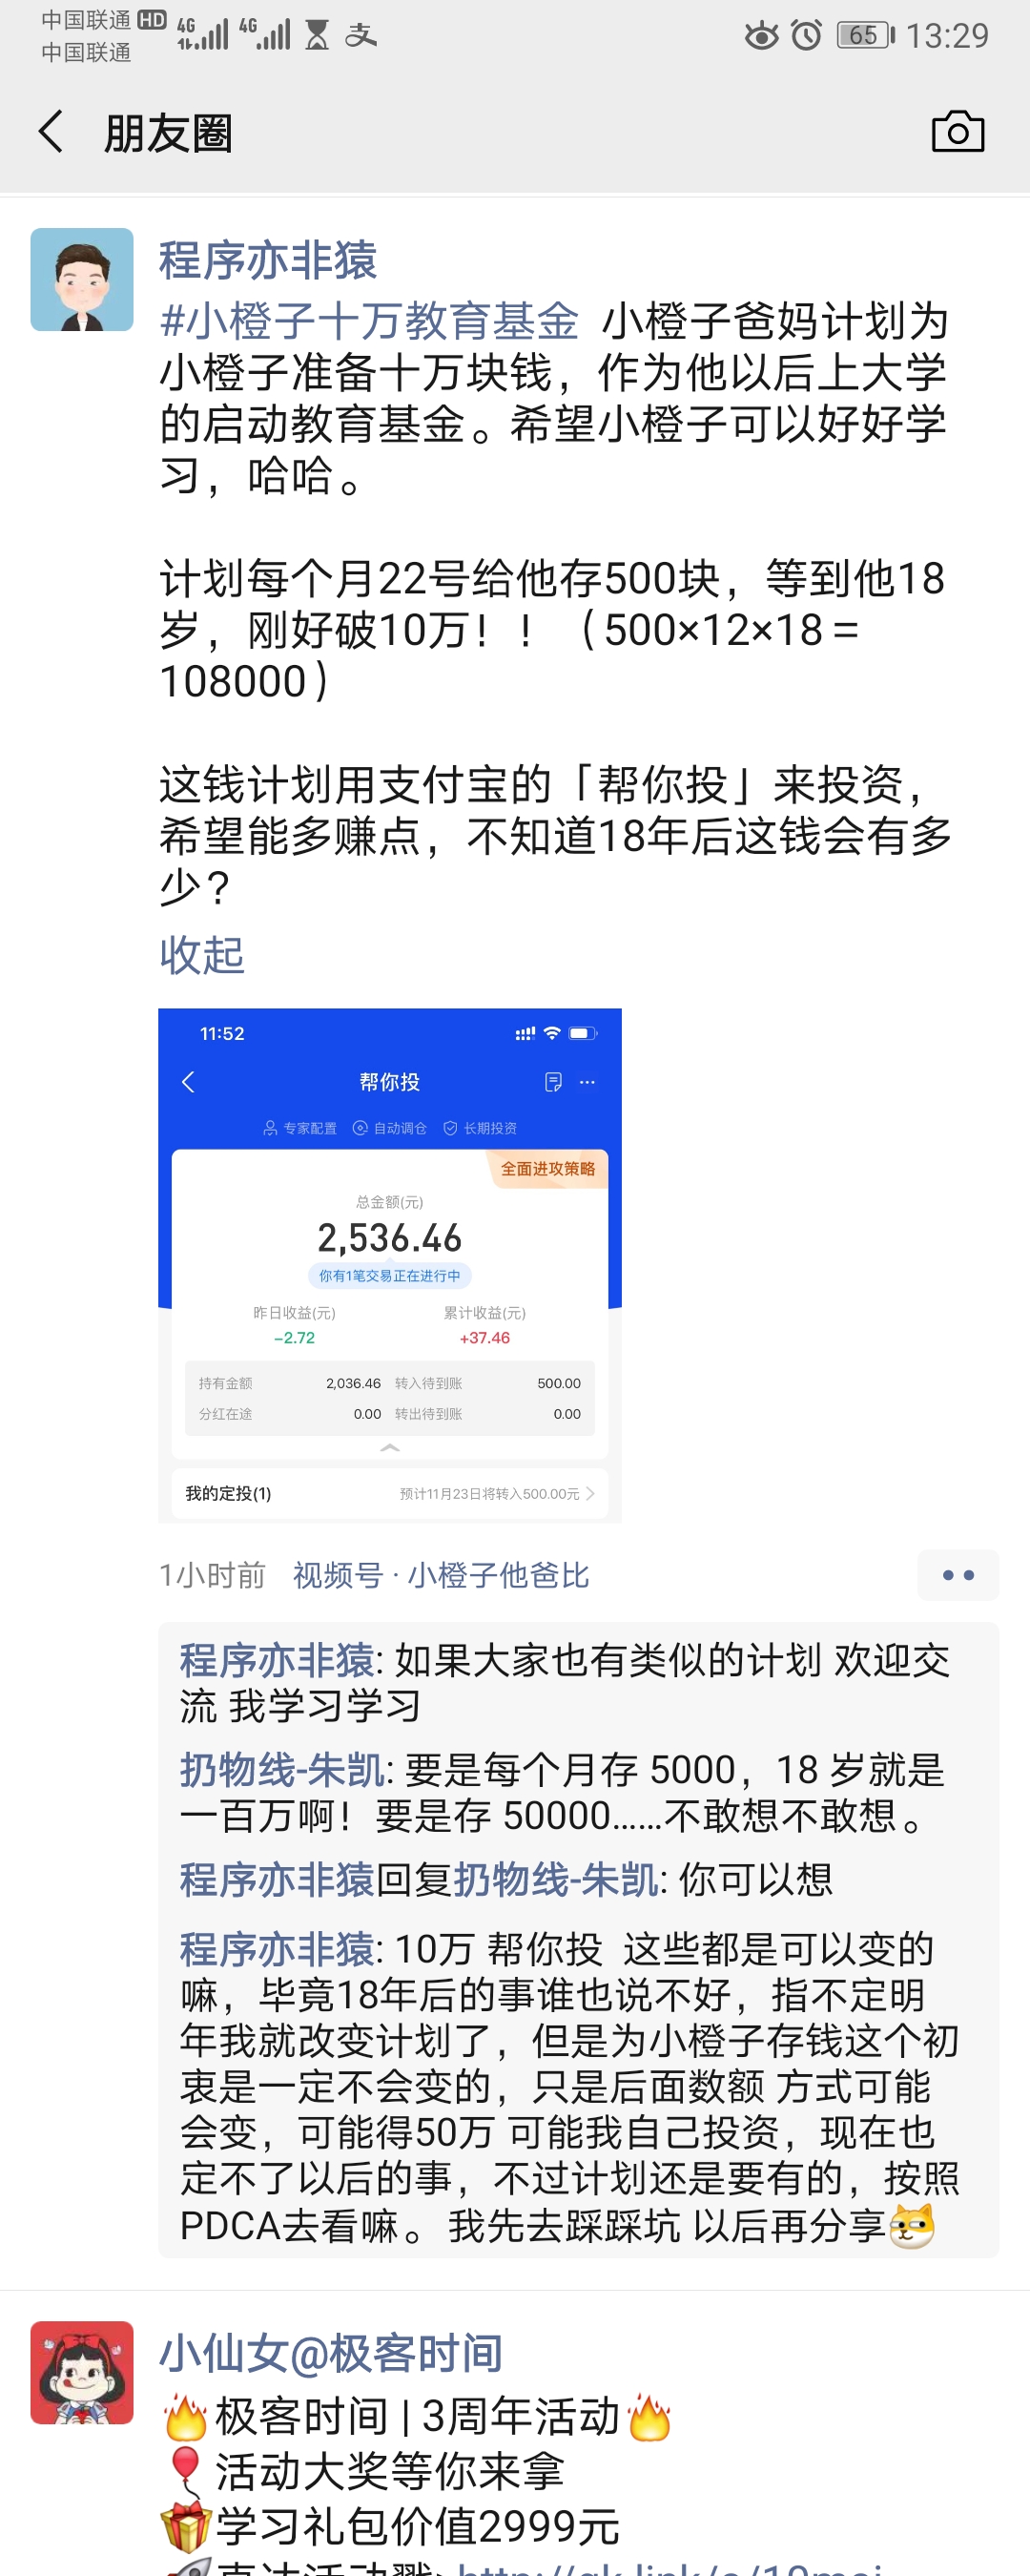 中国联通 HD 4G 4G 65 13:29
中国联通
朋友圈
程序亦非猿
#小橙子十万教育基金 小橙子爸妈计划为
小橙子准备十万块钱，作为他以后上大学
的启动教育基金。希望小橙子可以好好学
习，哈哈。
计划每个月22号给他存500块，等到他18
岁，刚好破10万！！（500×12×18＝
108000）
这钱计划用支付宝的「帮你投」来投资，
希望能多赚点，不知道18年后这钱会有多
少?
收起
11:52
帮你投
专家配置 自动调仓 长期投资
全面进攻策略
总金额(元)
2,536.46
你有1笔交易正在进行中
昨日收益(元) 累计收益(元)
-2.72 +37.46
持有金额 2,036.46 转入待到账 500.00
分红在途 0.00 转出待到账 0.00
我的定投(1) 预计11月23日将转入500.00元
1小时前 视频号 · 小橙子他爸比
程序亦非猿: 如果大家也有类似的计划 欢迎交
流 我学习学习
扔物线-朱凯: 要是每个月存 5000，18 岁就是
一百万啊！要是存 50000……不敢想不敢想。
程序亦非猿回复扔物线-朱凯: 你可以想
程序亦非猿: 10万 帮你投 这些都是可以变的
嘛，毕竟18年后的事谁也说不好，指不定明
年我就改变计划了，但是为小橙子存钱这个初
衷是一定不会变的，只是后面数额 方式可能
会变，可能得50万 可能我自己投资，现在也
定不了以后的事，不过计划还是要有的，按照
PDCA去看嘛。我先去踩踩坑 以后再分享
小仙女@极客时间
🔥极客时间 | 3周年活动🔥
🎈活动大奖等你来拿
🎁学习礼包价值2999元